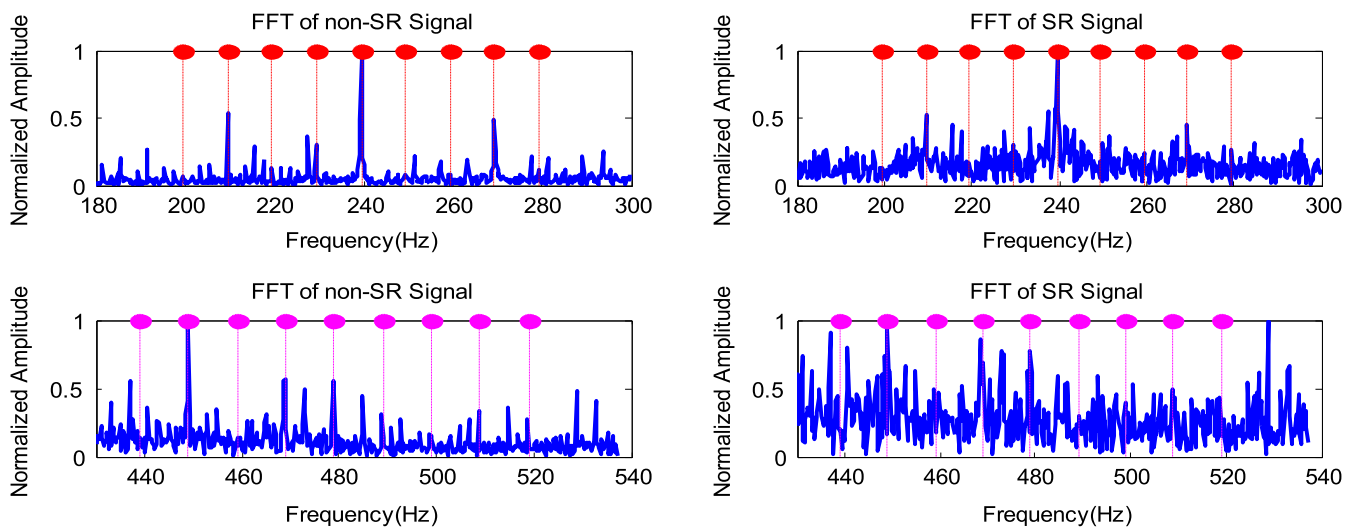 FFT of non-SR Signal
Normalized Amplitude
1
0.5
0
180 200 220 240 260 280 300
Frequency(Hz)
FFT of SR Signal
Normalized Amplitude
1
0.5
0
180 200 220 240 260 280 300
Frequency(Hz)
FFT of non-SR Signal
Normalized Amplitude
1
0.5
0
440 460 480 500 520 540
Frequency(Hz)
FFT of SR Signal
Normalized Amplitude
1
0.5
0
440 460 480 500 520 540
Frequency(Hz)